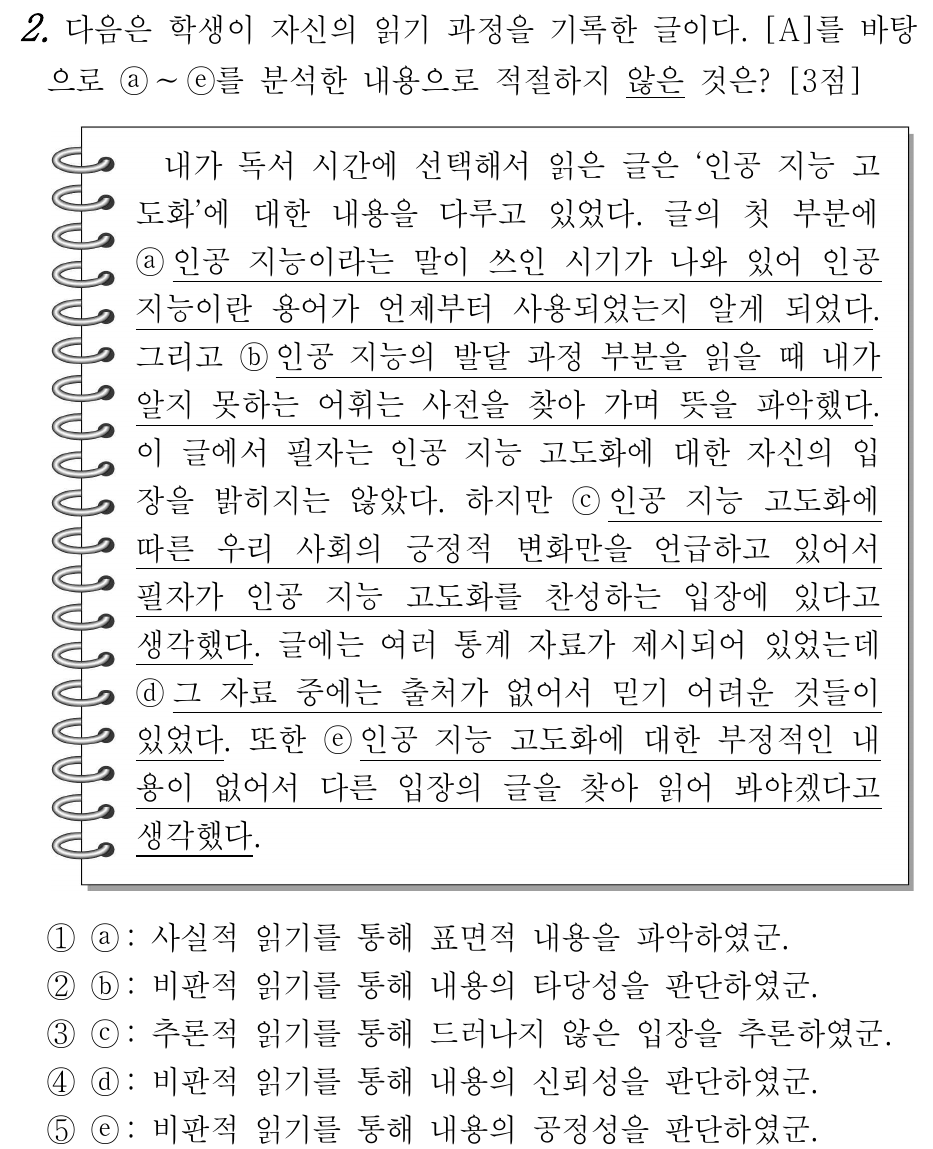 2. 다음은 학생이 자신의 읽기 과정을 기록한 글이다. [A]를 바탕
으로 ⓐ~ⓔ를 분석한 내용으로 적절하지 않은 것은? [3점]
내가 독서 시간에 선택해서 읽은 글은 ‘인공 지능 고
도화’에 대한 내용을 다루고 있었다. 글의 첫 부분에
ⓐ 인공 지능이라는 말이 쓰인 시기가 나와 있어 인공
지능이란 용어가 언제부터 사용되었는지 알게 되었다.
그리고 ⓑ 인공 지능의 발달 과정 부분을 읽을 때 내가
알지 못하는 어휘는 사전을 찾아 가며 뜻을 파악했다.
이 글에서 필자는 인공 지능 고도화에 대한 자신의 입
장을 밝히지는 않았다. 하지만 ⓒ 인공 지능 고도화에
따른 우리 사회의 긍정적 변화만을 언급하고 있어서
필자가 인공 지능 고도화를 찬성하는 입장에 있다고
생각했다. 글에는 여러 통계 자료가 제시되어 있었는데
ⓓ 그 자료 중에는 출처가 없어서 믿기 어려운 것들이
있었다. 또한 ⓔ 인공 지능 고도화에 대한 부정적인 내
용이 없어서 다른 입장의 글을 찾아 읽어 봐야겠다고
생각했다.
① ⓐ: 사실적 읽기를 통해 표면적 내용을 파악하였군.
② ⓑ: 비판적 읽기를 통해 내용의 타당성을 판단하였군.
③ ⓒ: 추론적 읽기를 통해 드러나지 않은 입장을 추론하였군.
④ ⓓ: 비판적 읽기를 통해 내용의 신뢰성을 판단하였군.
⑤ ⓔ: 비판적 읽기를 통해 내용의 공정성을 판단하였군.